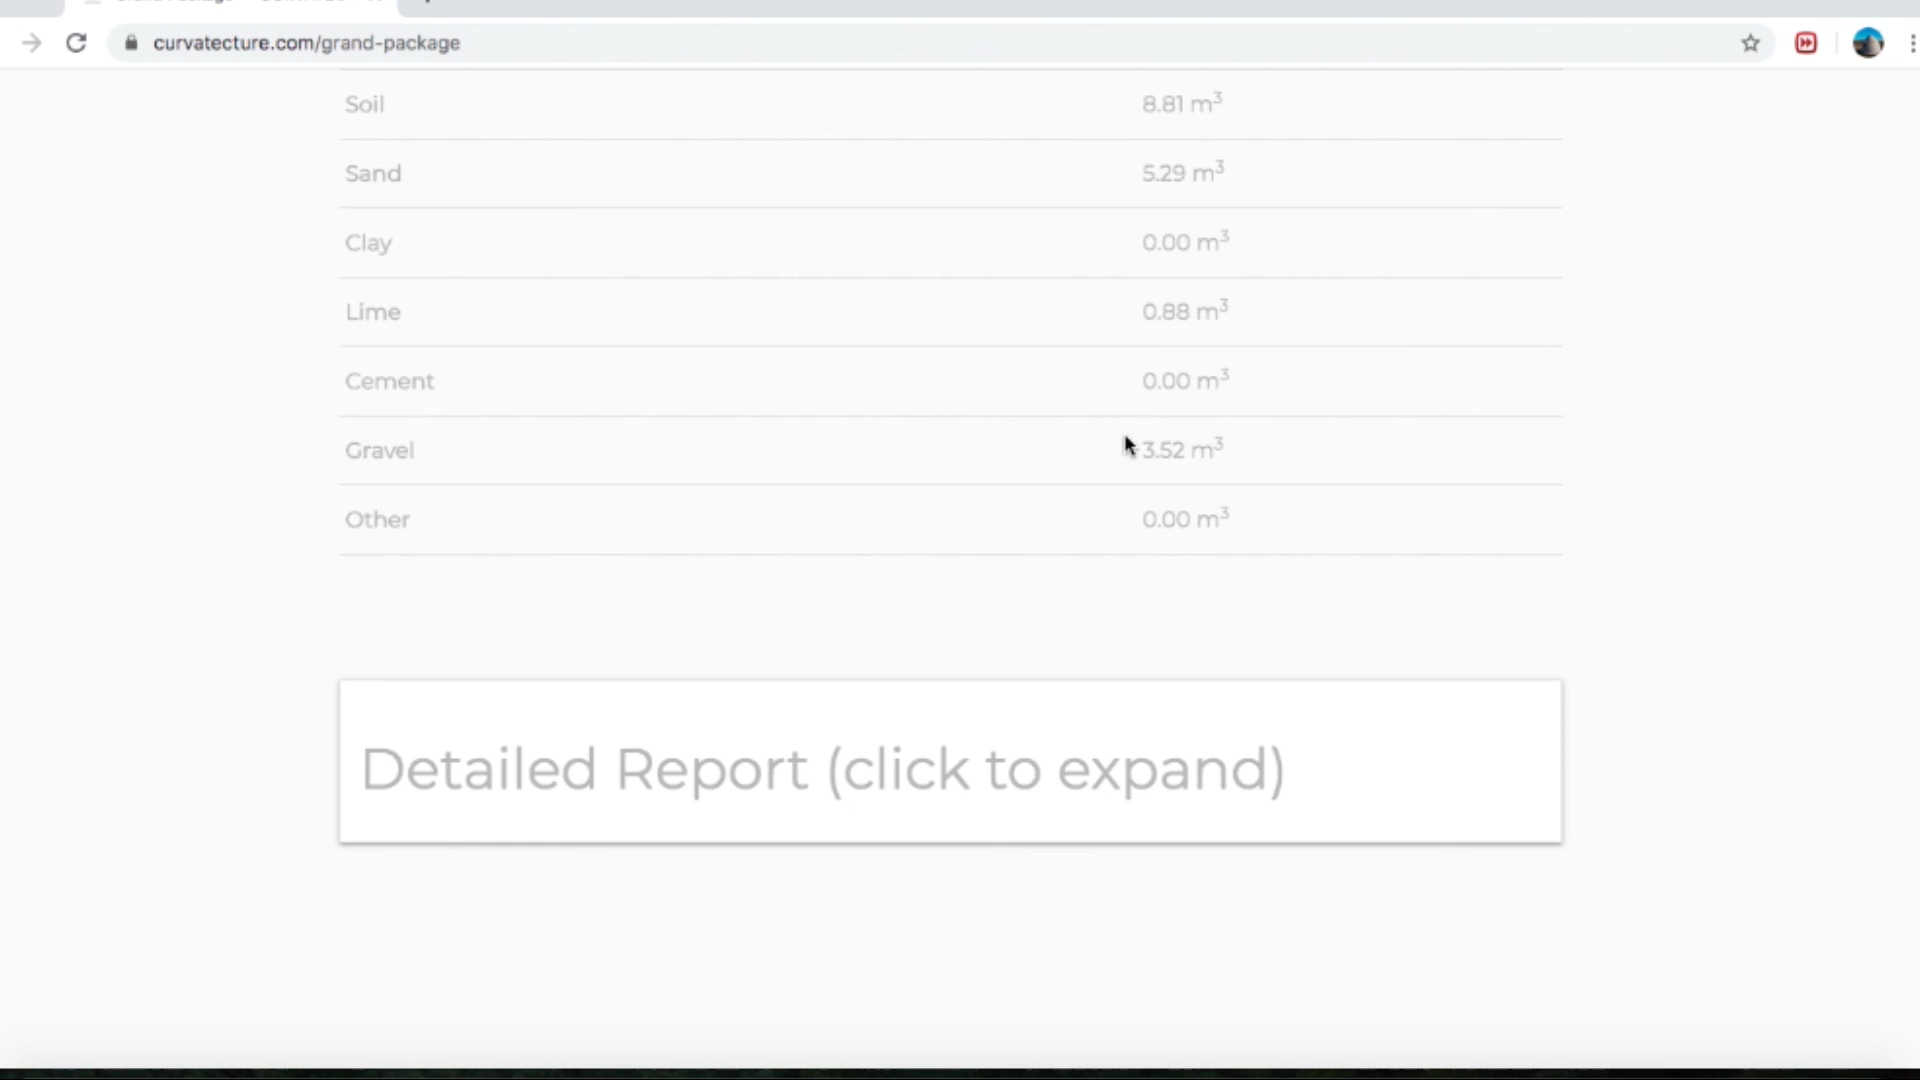 curvatecture.com/grand-package
Soil 8.81 m³
Sand 5.29 m³
Clay 0.00 m³
Lime 0.88 m³
Cement 0.00 m³
Gravel 3.52 m³
Other 0.00 m³
Detailed Report (click to expand)